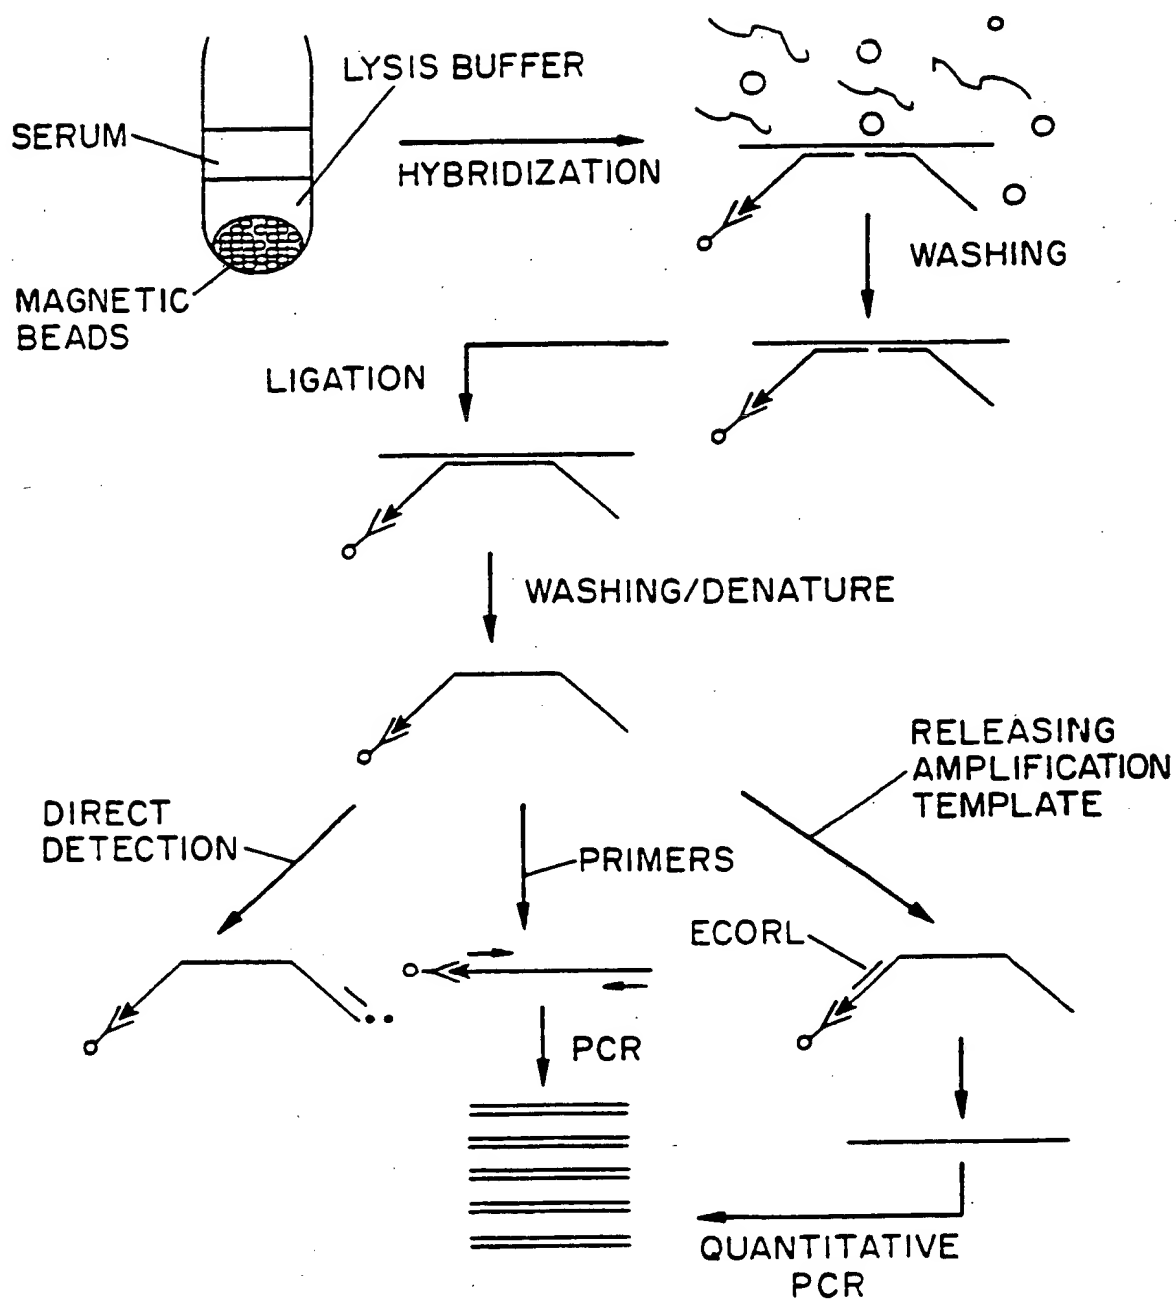 LYSIS BUFFER
SERUM
HYBRIDIZATION
MAGNETIC
BEADS
WASHING
LIGATION
WASHING/DENATURE
RELEASING
AMPLIFICATION
TEMPLATE
DIRECT
DETECTION
PRIMERS
ECORL
PCR
QUANTITATIVE
PCR